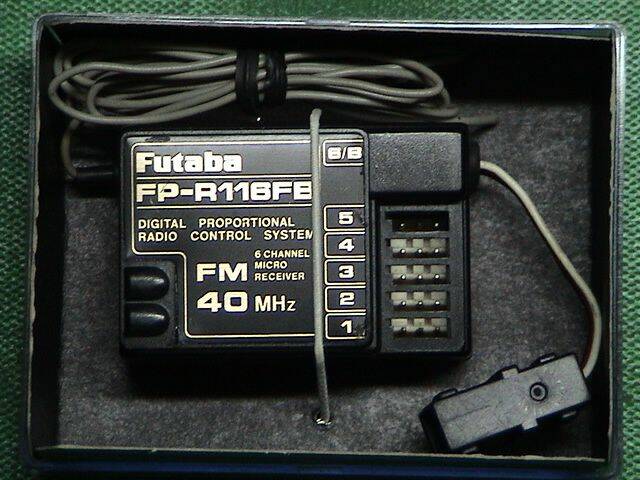 Futaba
FP-R116FB
DIGITAL PROPORTIONAL
RADIO CONTROL SYSTEM
FM
6 CHANNEL
MICRO
RECEIVER
40 MHz
6/B
5
4
3
2
1